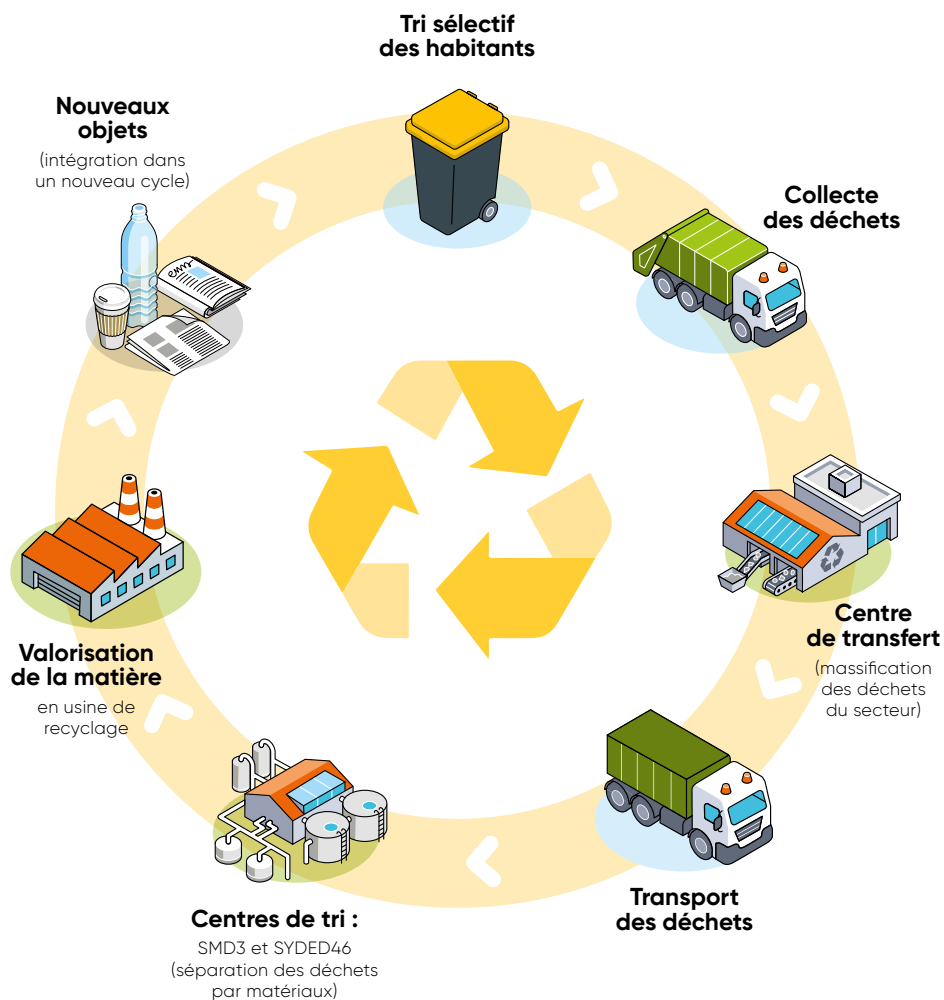 Tri sélectif
des habitants
Collecte
des déchets
Centre
de transfert
(massification
des déchets
du secteur)
Transport
des déchets
Centres de tri :
SMD3 et SYDED46
(séparation des déchets
par matériaux)
Valorisation
de la matière
en usine de
recyclage
Nouveaux
objets
(intégration dans
un nouveau cycle)